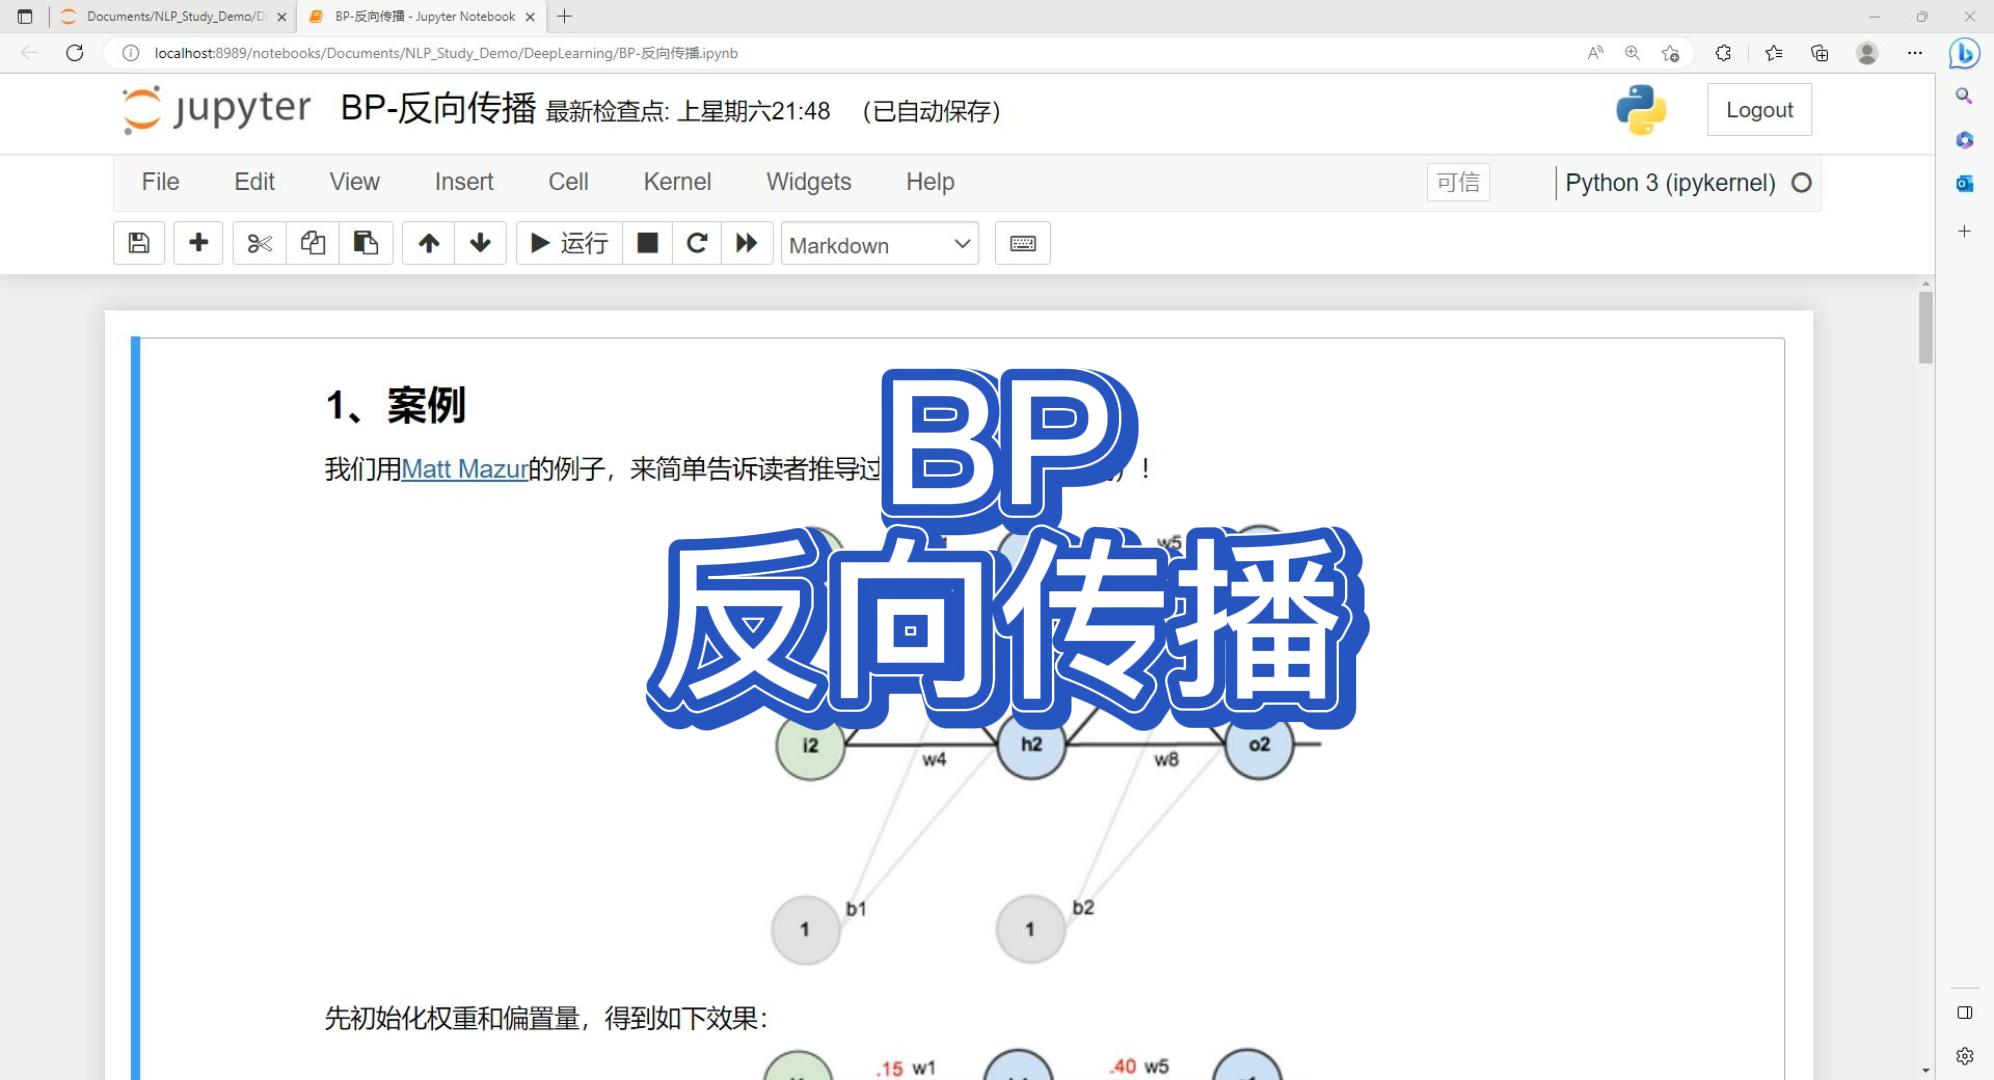 Documents/NLP_Study_Demo/D
BP-反向传播 - Jupyter Notebook
localhost:8989/notebooks/Documents/NLP_Study_Demo/DeepLearning/BP-反向传播.ipynb
jupyter BP-反向传播 最新检查点: 上星期六21:48 (已自动保存)
Logout
File Edit View Insert Cell Kernel Widgets Help
可信
Python 3 (ipykernel)
运行
Markdown
1、案例
我们用Matt Mazur的例子，来简单告诉读者推导过
）！
BP
反向传播
w5
i2
w4
h2
w8
o2
1
b1
1
b2
先初始化权重和偏置量，得到如下效果：
.15 w1
.40 w5